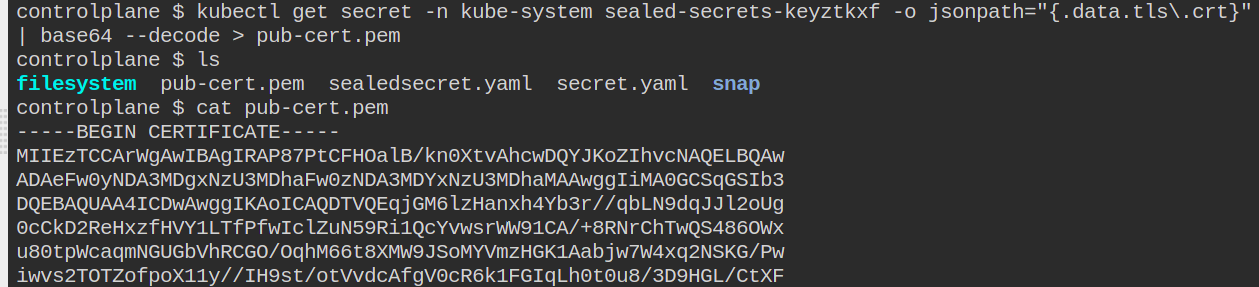 controlplane $ kubectl get secret -n kube-system sealed-secrets-keyztkxf -o jsonpath="{.data.tls\.crt}"
| base64 --decode > pub-cert.pem
controlplane $ ls
filesystem  pub-cert.pem  sealedsecret.yaml  secret.yaml  snap
controlplane $ cat pub-cert.pem
-----BEGIN CERTIFICATE-----
MIIEzTCCArWgAwIBAgIRAP87PtCFHOalB/kn0XtvAhcwDQYJKoZIhvcNAQELBQAw
ADAeFw0yNDA3MDgxNzU3MDhaFw0zNDA3MDYxNzU3MDhaMAAwggIiMA0GCSqGSIb3
DQEBAQUAA4ICDwAwggIKAoICAQDTVQEqjGM6lzHanxh4Yb3r//qbLN9dqJJl2oUg
0cCkD2ReHxzfHVY1LTfPfwIclZuN59Ri1QcYvwsrWW91CA/+8RNrChTwQS486OWx
u80tpWcaqmNGUGbVhRCGO/OqhM66t8XMW9JSoMYVmzHGK1Aabjw7W4xq2NSKG/Pw
iwvs2TOTZofpoX11y//IH9st/otVvdcAfgV0cR6k1FGIqLh0t0u8/3D9HGL/CtXF